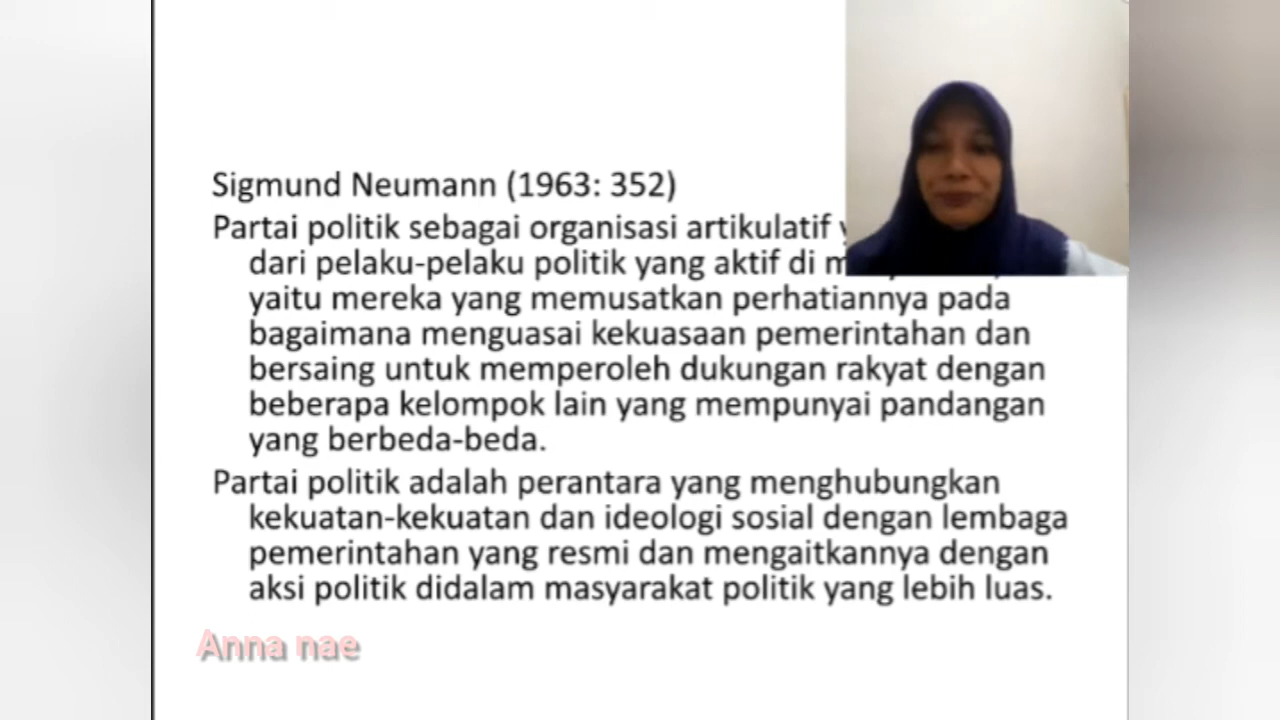 Sigmund Neumann (1963: 352)
Partai politik sebagai organisasi artikulatif
dari pelaku-pelaku politik yang aktif di
yaitu mereka yang memusatkan perhatiannya pada
bagaimana menguasai kekuasaan pemerintahan dan
bersaing untuk memperoleh dukungan rakyat dengan
beberapa kelompok lain yang mempunyai pandangan
yang berbeda-beda.
Partai politik adalah perantara yang menghubungkan
kekuatan-kekuatan dan ideologi sosial dengan lembaga
pemerintahan yang resmi dan mengaitkannya dengan
aksi politik didalam masyarakat politik yang lebih luas.
Anna nae